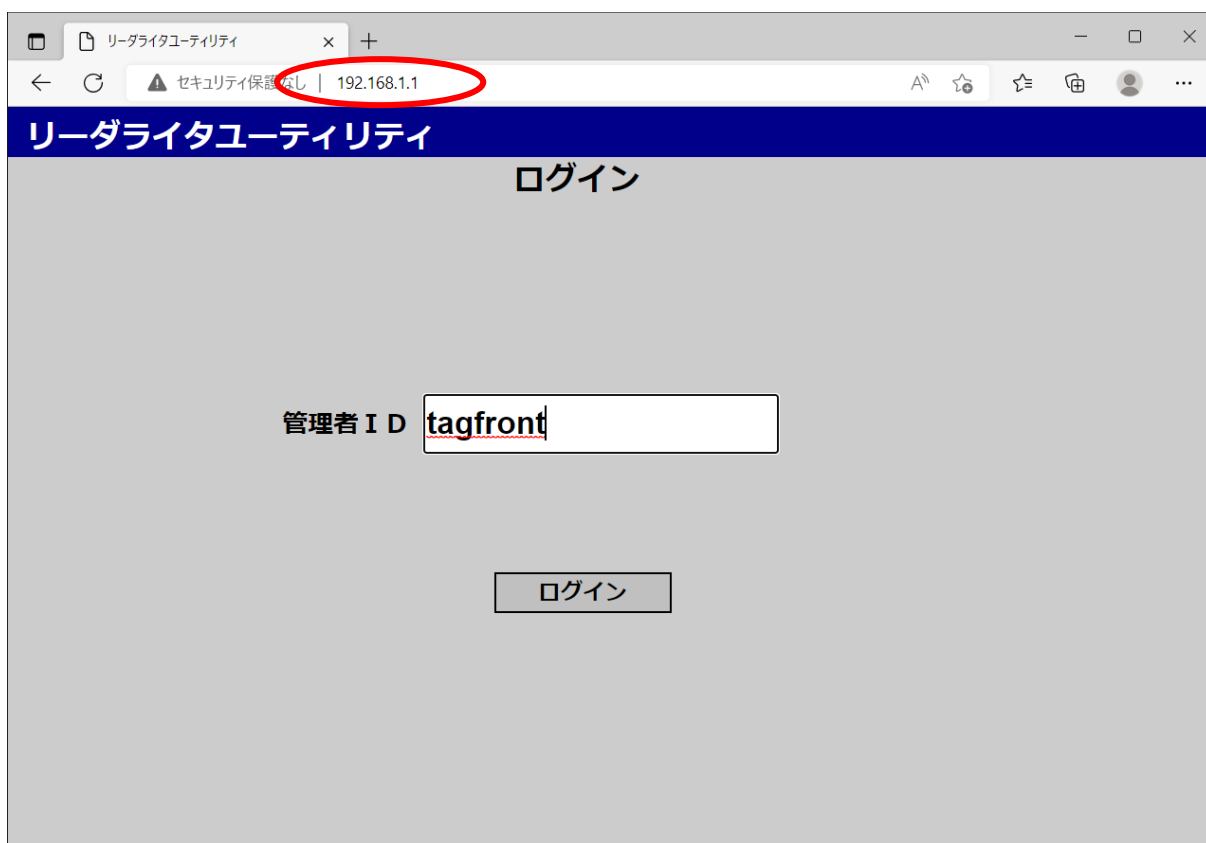 リーダライタユーティリティ
セキュリティ保護なし | 192.168.1.1
リーダライタユーティリティ
ログイン
管理者ＩＤ tagfront
ログイン